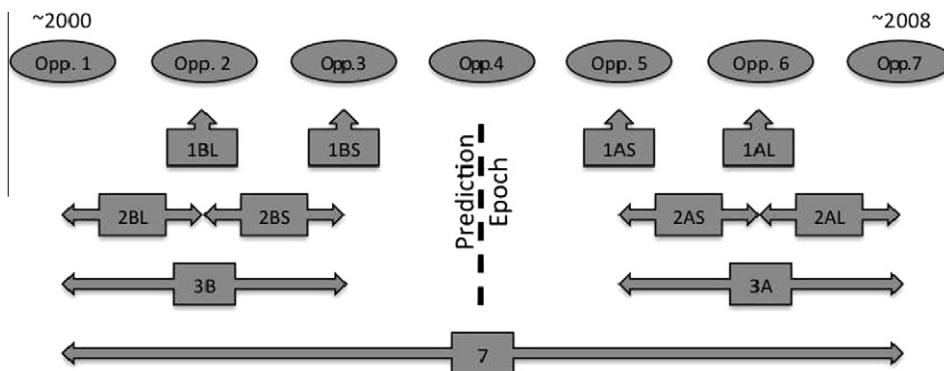 ~2000 ~2008
Opp. 1 Opp. 2 Opp.3 Opp.4 Opp. 5 Opp. 6 Opp.7
1BL 1BS 1AS 1AL
Prediction
Epoch
2BL 2BS 2AS 2AL
3B 3A
7